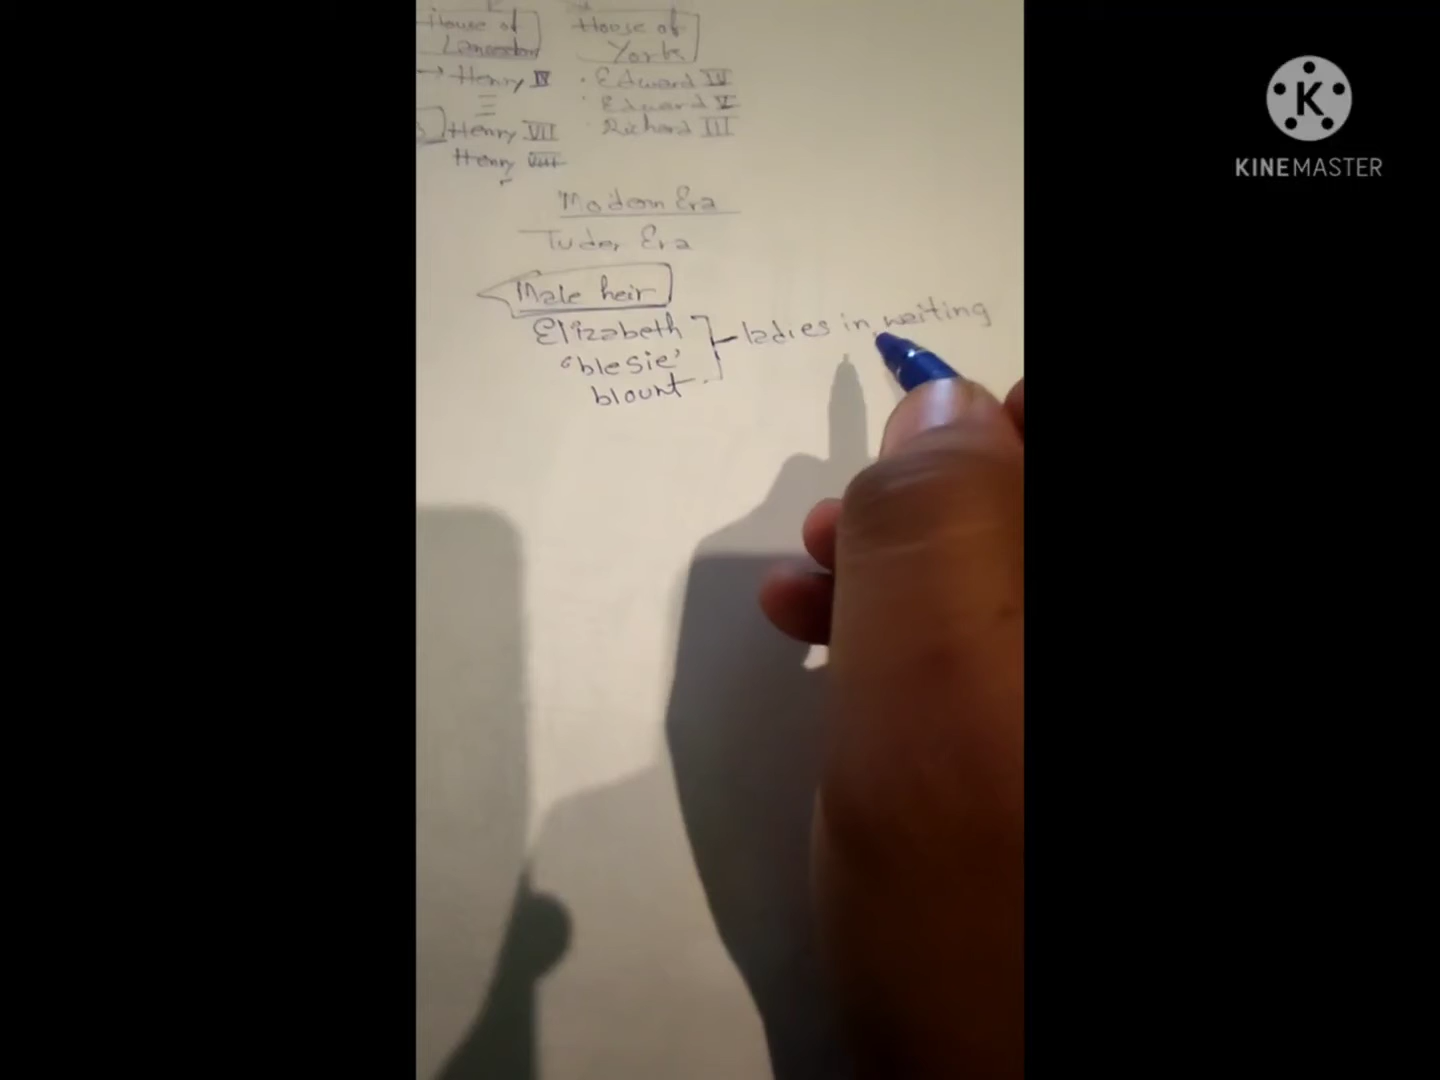 House of
Lancaster
House of
York
Henry IV
Henry VII
Henry VIII
Edward IV
Edward V
Richard III
Modern Era
Tudor Era
Male heir
Elizabeth
'blesie'
blount
ladies in waiting
K
KINEMASTER